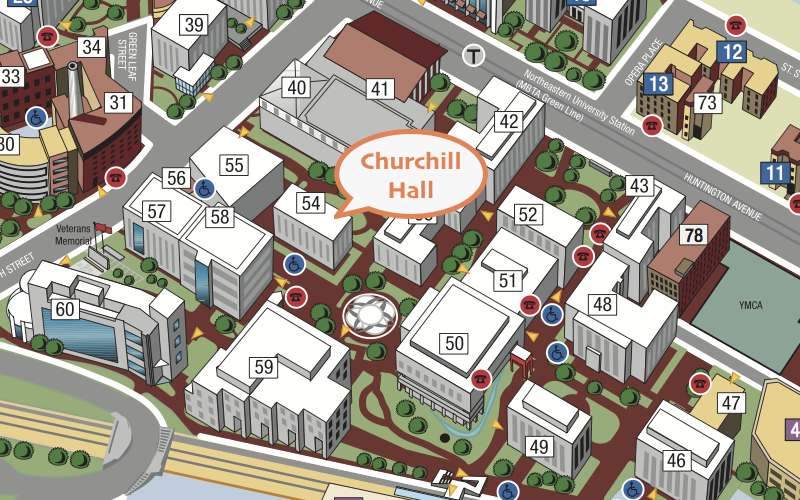 39
34
GREEN LEAF
STREET
33
31
40
41
T
Northeastern University Station
(MBTA Green Line)
OPERA PLACE
12
13
73
ST. S
42
11
HUNTINGTON AVENUE
Churchill
Hall
55
56
57
58
54
52
43
78
Veterans
Memorial
51
48
YMCA
60
50
59
47
49
46